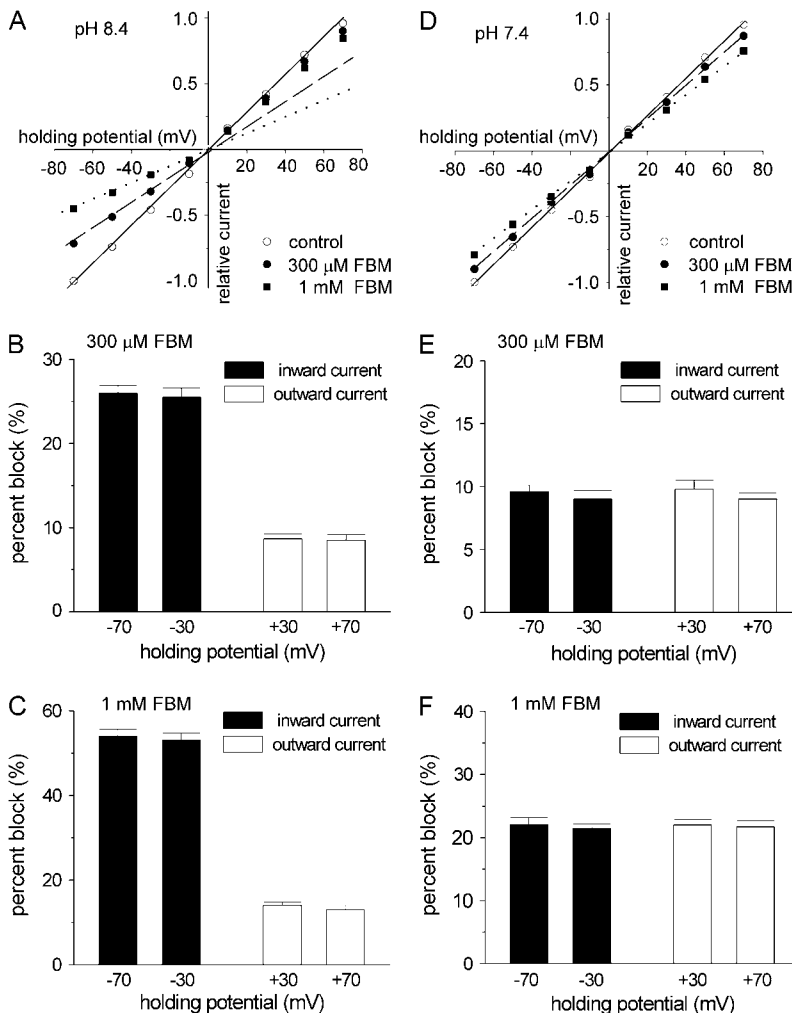 A
pH 8.4
1.0
0.5
holding potential (mV)
-80 -60 -40 -20
0 20 40 60 80
-0.5
-1.0
relative current
control
300 μM FBM
1 mM FBM
D
pH 7.4
1.0
0.5
holding potential (mV)
-80 -60 -40 -20
0 20 40 60 80
-0.5
-1.0
relative current
control
300 μM FBM
1 mM FBM
B
300 μM FBM
inward current
outward current
percent block (%)
30
20
10
0
-70 -30 +30 +70
holding potential (mV)
E
300 μM FBM
inward current
outward current
percent block (%)
20
15
10
5
0
-70 -30 +30 +70
holding potential (mV)
C
1 mM FBM
inward current
outward current
percent block (%)
60
40
20
0
-70 -30 +30 +70
holding potential (mV)
F
1 mM FBM
inward current
outward current
percent block (%)
40
30
20
10
0
-70 -30 +30 +70
holding potential (mV)